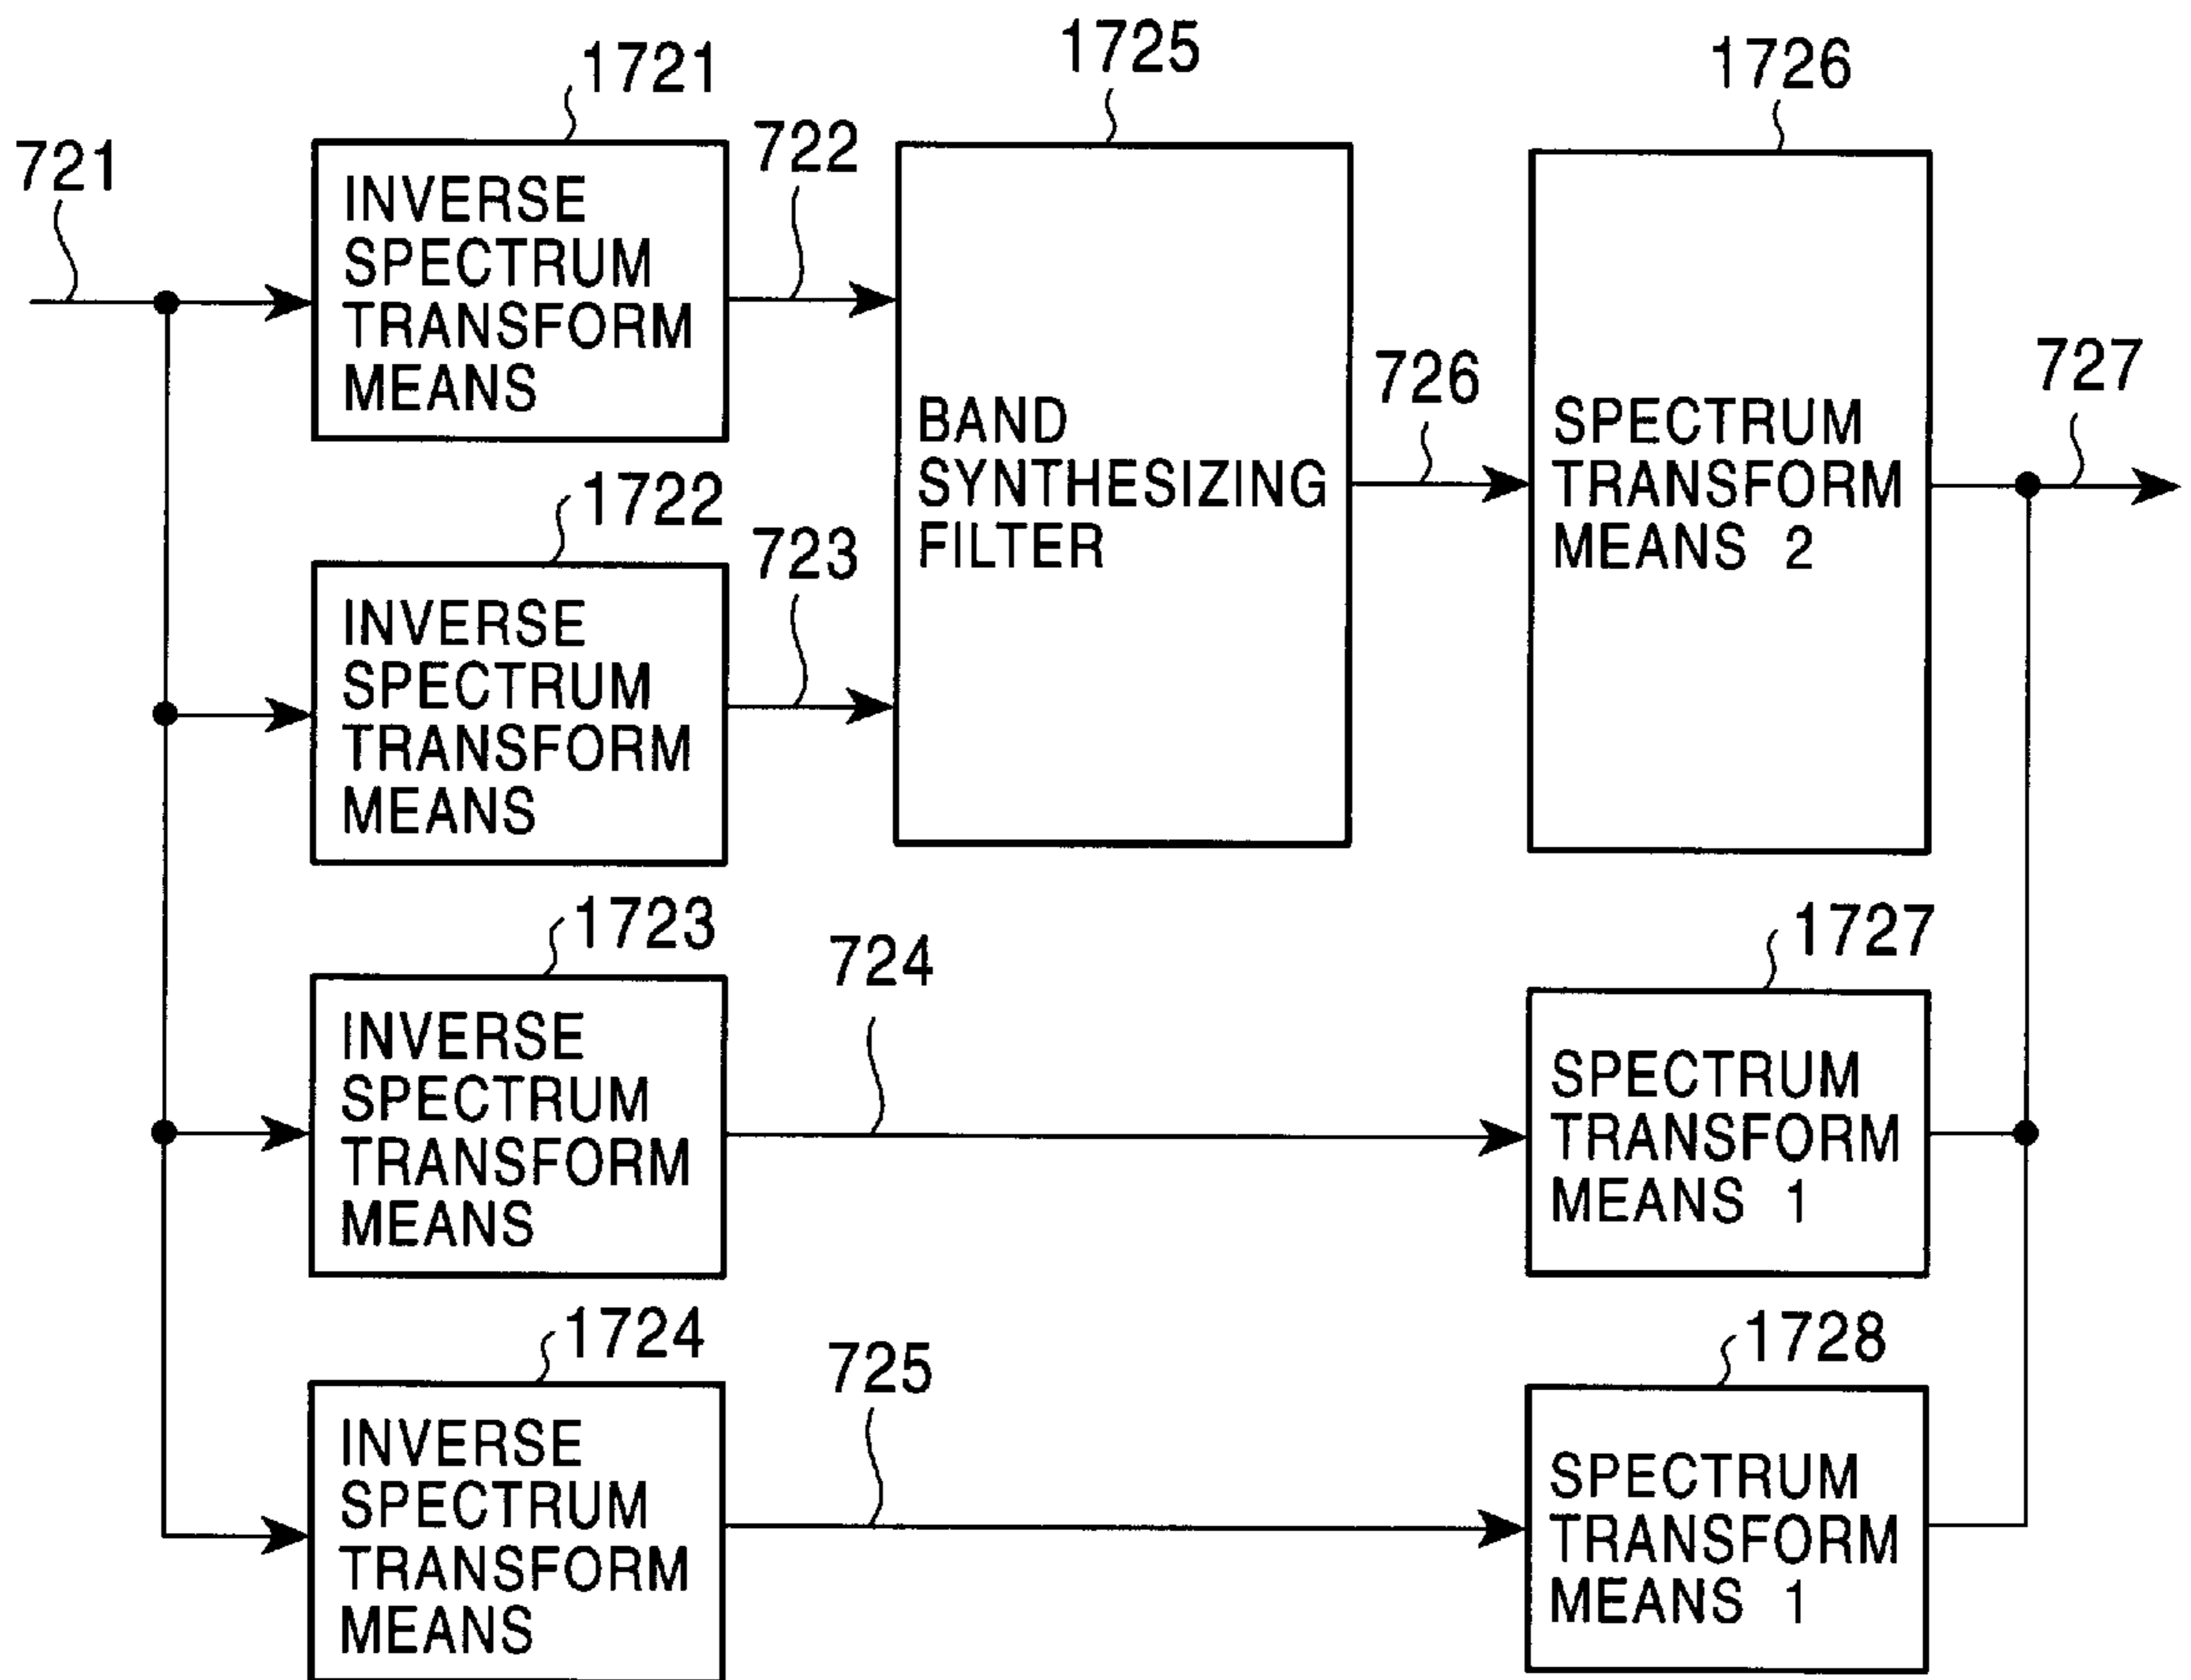 1725
1726
1721
722
721
INVERSE
SPECTRUM
TRANSFORM
MEANS
727
726
BAND
SYNTHESIZING
FILTER
SPECTRUM
TRANSFORM
MEANS 2
1722
723
INVERSE
SPECTRUM
TRANSFORM
MEANS
1723
724
1727
INVERSE
SPECTRUM
TRANSFORM
MEANS
SPECTRUM
TRANSFORM
MEANS 1
1724
725
1728
INVERSE
SPECTRUM
TRANSFORM
MEANS
SPECTRUM
TRANSFORM
MEANS 1